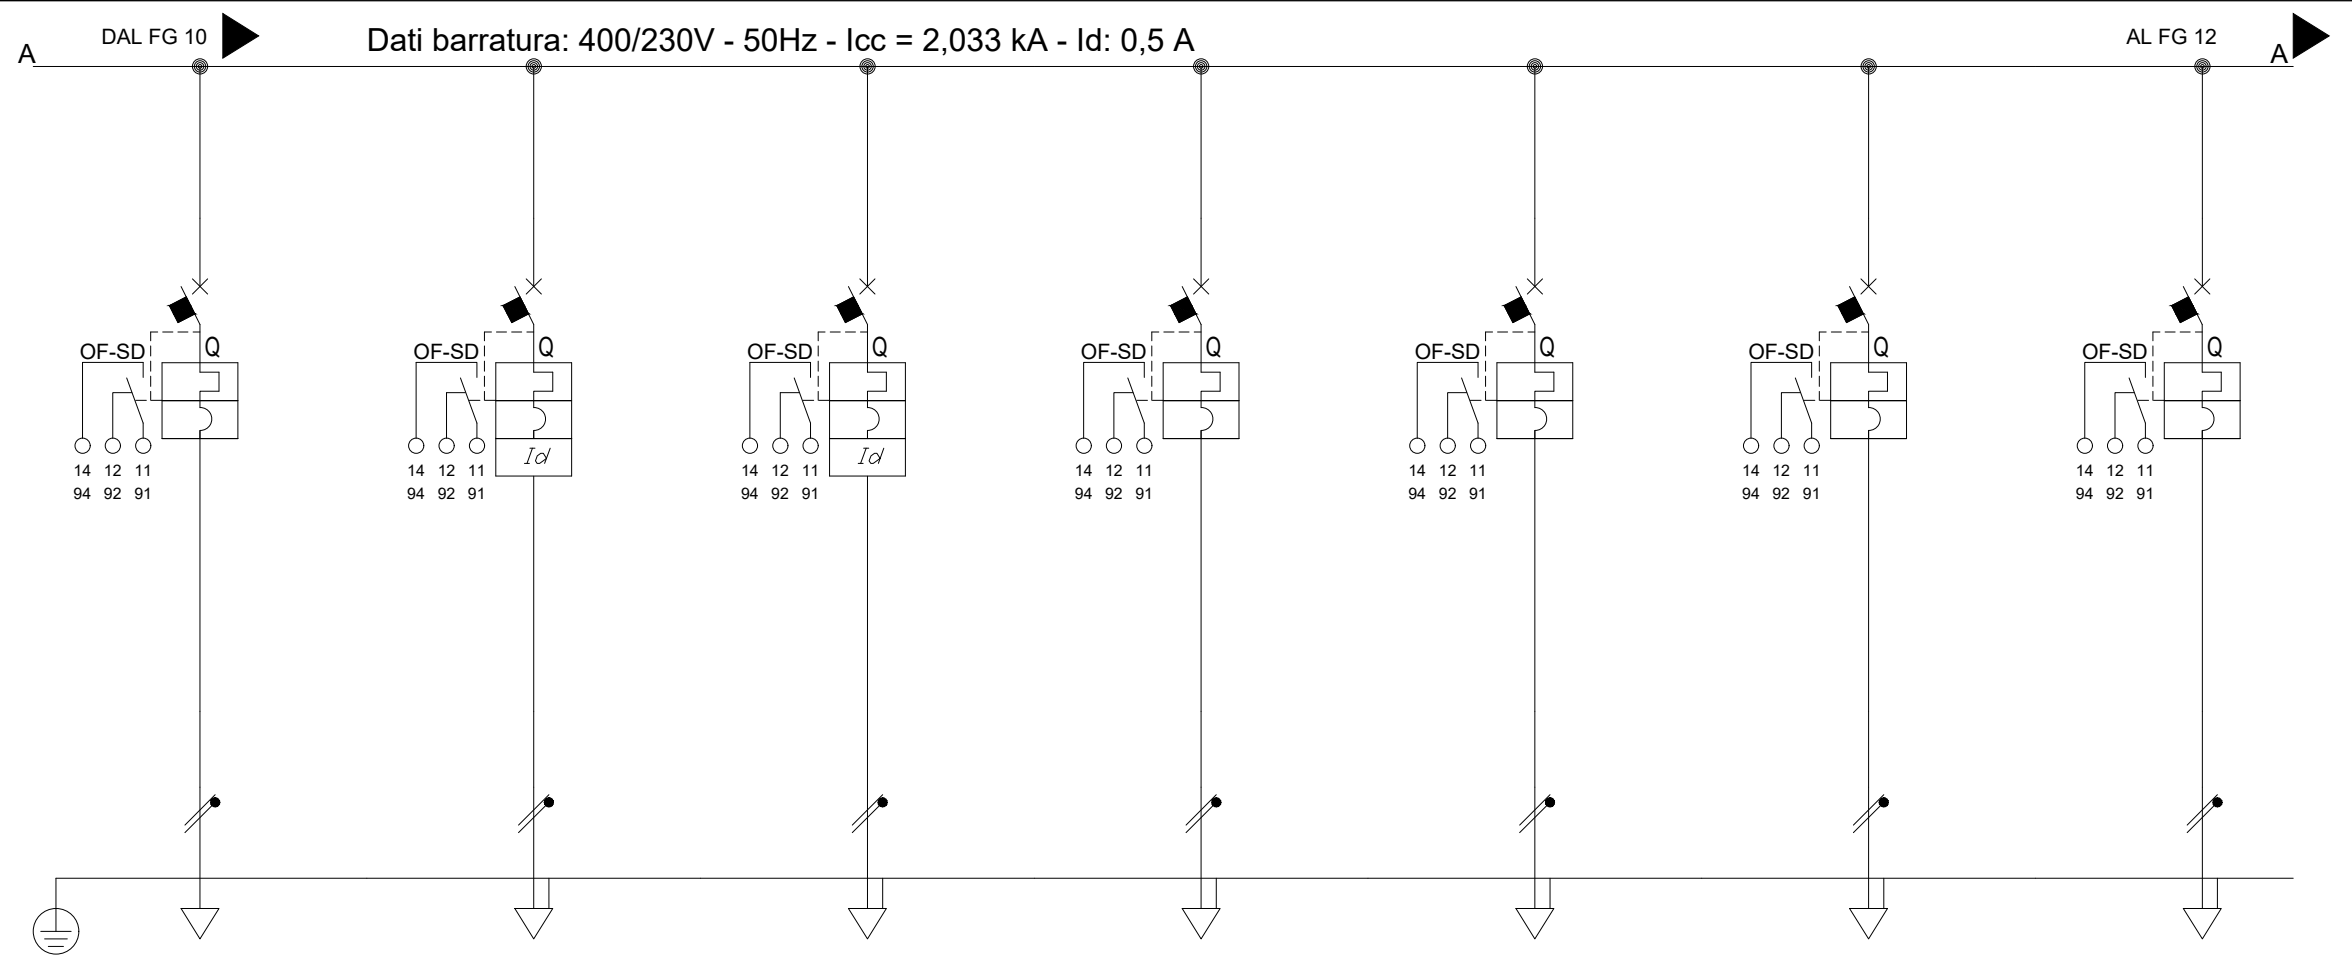 DAL FG 10
Dati barratura: 400/230V - 50Hz - Icc = 2,033 kA - Id: 0,5 A
AL FG 12
A
A
OF-SD Q
14 12 11
94 92 91
OF-SD Q
Id
14 12 11
94 92 91
OF-SD Q
Id
14 12 11
94 92 91
OF-SD Q
14 12 11
94 92 91
OF-SD Q
14 12 11
94 92 91
OF-SD Q
14 12 11
94 92 91
OF-SD Q
14 12 11
94 92 91